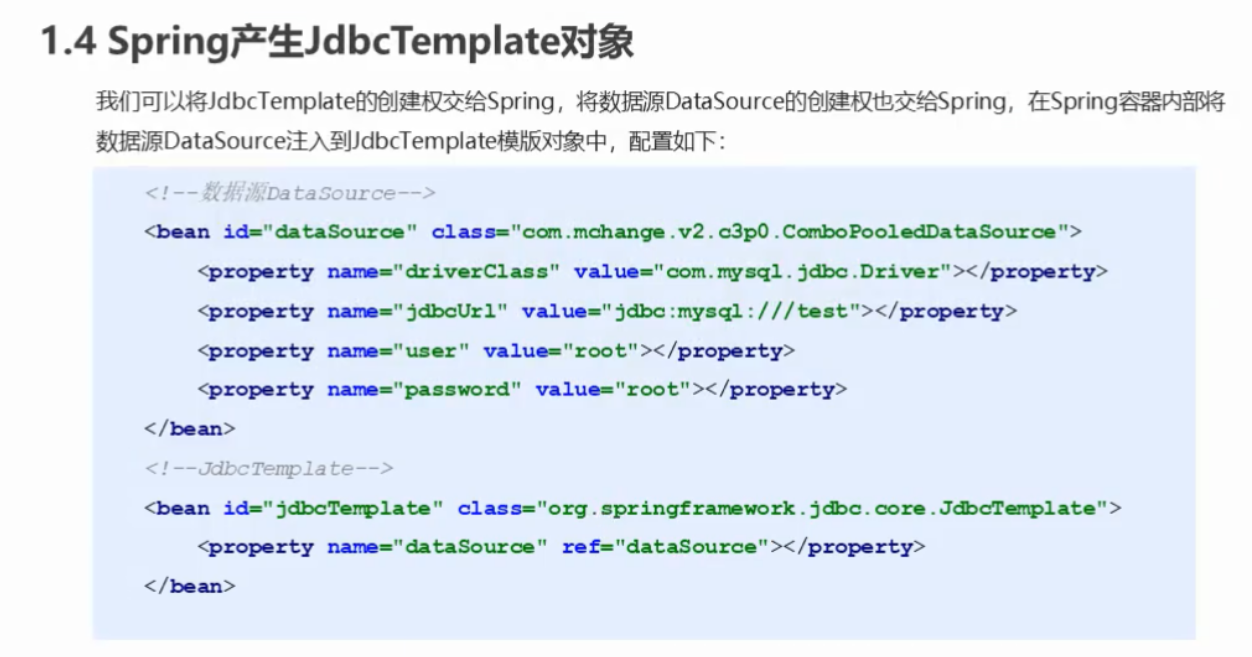 1.4 Spring产生JdbcTemplate对象
我们可以将JdbcTemplate的创建权交给Spring，将数据源DataSource的创建权也交给Spring，在Spring容器内部将
数据源DataSource注入到JdbcTemplate模版对象中，配置如下：
<!--数据源DataSource-->
<bean id="dataSource" class="com.mchange.v2.c3p0.ComboPooledDataSource">
<property name="driverClass" value="com.mysql.jdbc.Driver"></property>
<property name="jdbcUrl" value="jdbc:mysql:///test"></property>
<property name="user" value="root"></property>
<property name="password" value="root"></property>
</bean>
<!--JdbcTemplate-->
<bean id="jdbcTemplate" class="org.springframework.jdbc.core.JdbcTemplate">
<property name="dataSource" ref="dataSource"></property>
</bean>